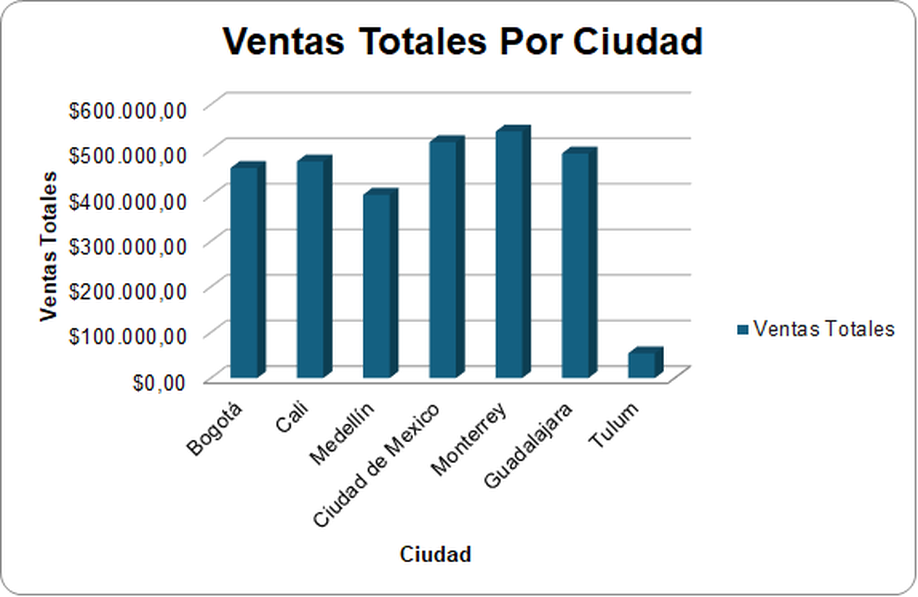 Ventas Totales Por Ciudad
$600.000,00
$500.000,00
$400.000,00
$300.000,00
$200.000,00
$100.000,00
$0,00
Ventas Totales
Bogotá
Cali
Medellín
Ciudad de Mexico
Monterrey
Guadalajara
Tulum
Ciudad
Ventas Totales